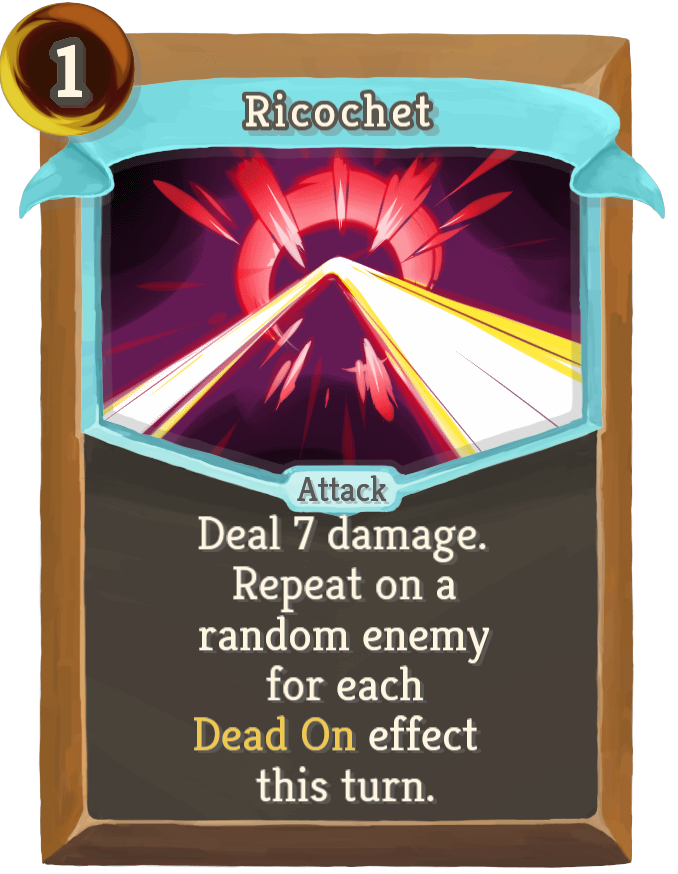 1
Ricochet
Attack
Deal 7 damage.
Repeat on a
random enemy
for each
Dead On effect
this turn.